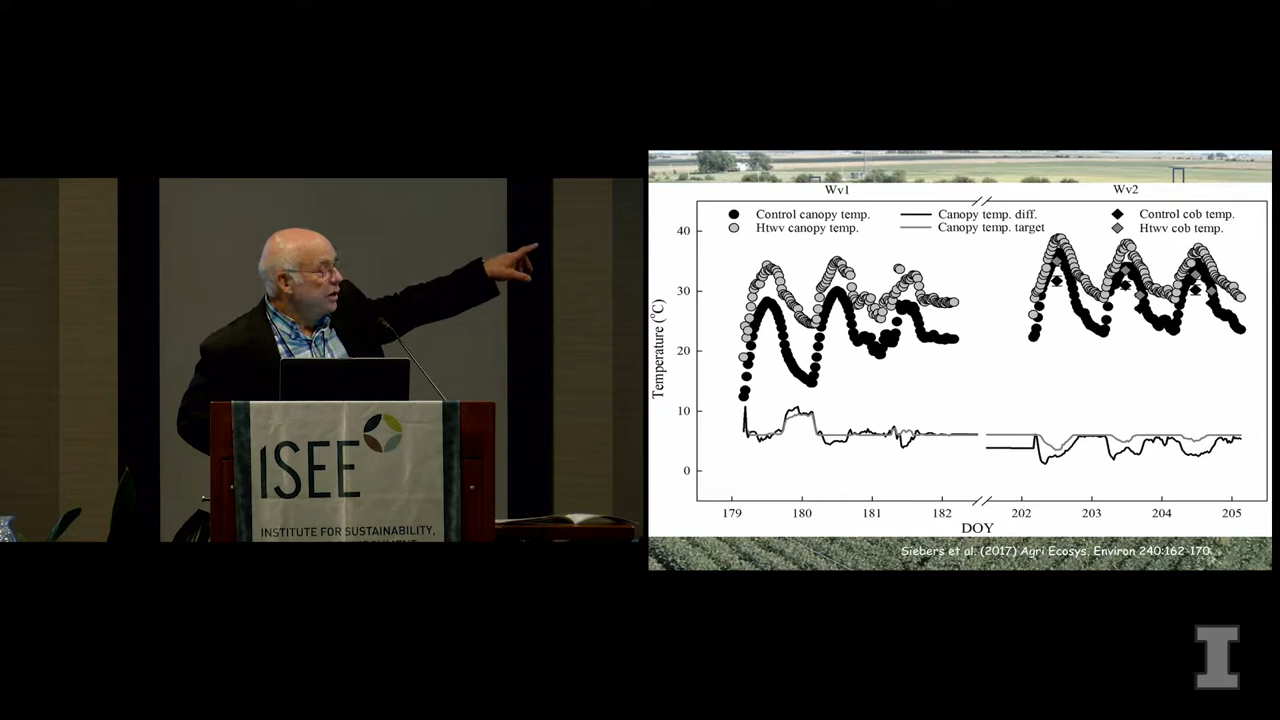 ISEE
INSTITUTE FOR SUSTAINABILITY,
Wv1
Wv2
Control canopy temp.
Htwv canopy temp.
Canopy temp. diff.
Canopy temp. target
Control cob temp.
Htwv cob temp.
Temperature (°C)
40
30
20
10
0
179 180 181 182 202 203 204 205
DOY
Siebers et al. (2017) Agri Ecosys. Environ 240:162-170
I